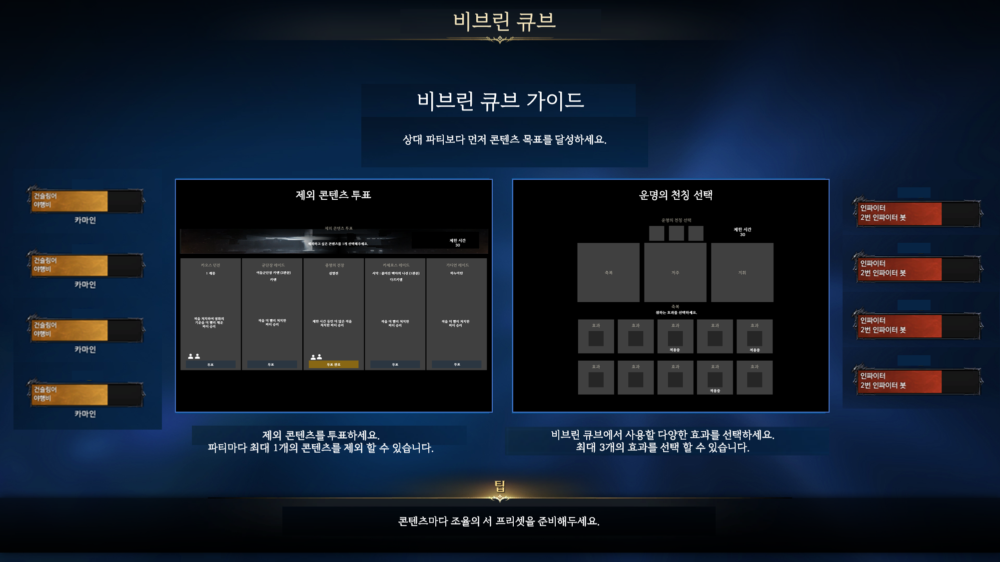 비브린 큐브
비브린 큐브 가이드
상대 파티보다 먼저 콘텐츠 목표를 달성하세요.
건슬링어
야행비
카마인
건슬링어
야행비
카마인
건슬링어
야행비
카마인
건슬링어
야행비
카마인
제외 콘텐츠 투표
제외 콘텐츠 투표
제외하고 싶은 콘텐츠를 1개 선택해주세요.
제한 시간
30
카오스 던전
1 계몽
적을 처치하여 정화의
기운을 더 빨리 채운
파티 승리
투표
군단장 레이드
어둠군단장 카멘 (3관문)
카멘
적을 더 빨리 처치한
파티 승리
투표
증명의 전장
섬멸전
제한 시간 동안 더 많은 적을
처치한 파티 승리
투표 완료
카제로스 레이드
서막 : 붉어진 백야의 나선 (1관문)
다르키엘
적을 더 빨리 처치한
파티 승리
투표
가디언 레이드
하누마탄
적을 더 빨리 처치한
파티 승리
투표
제외 콘텐츠를 투표하세요.
파티마다 최대 1개의 콘텐츠를 제외 할 수 있습니다.
운명의 천칭 선택
운명의 천칭 선택
제한 시간
30
축복
저주
지휘
축복
원하는 효과를 선택하세요.
효과
효과
효과
적용중
효과
효과
적용중
효과
효과
효과
효과
적용중
효과
비브린 큐브에서 사용할 다양한 효과를 선택하세요.
최대 3개의 효과를 선택 할 수 있습니다.
인파이터
2번 인파이터 봇
인파이터
2번 인파이터 봇
인파이터
2번 인파이터 봇
인파이터
2번 인파이터 봇
팁
콘텐츠마다 조율의 서 프리셋을 준비해두세요.